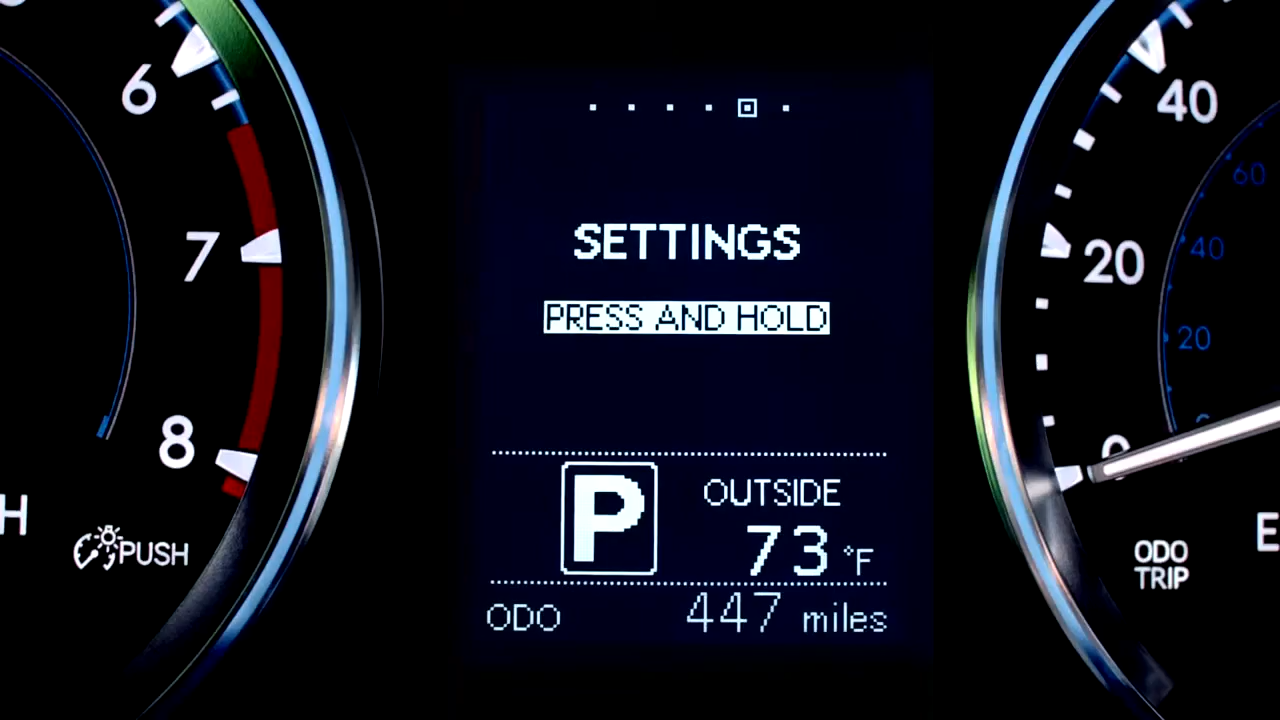 6
7
8
H
PUSH
SETTINGS
PRESS AND HOLD
P
OUTSIDE
73 °F
ODO 447 miles
40
20
0
60
40
20
ODO
TRIP
E